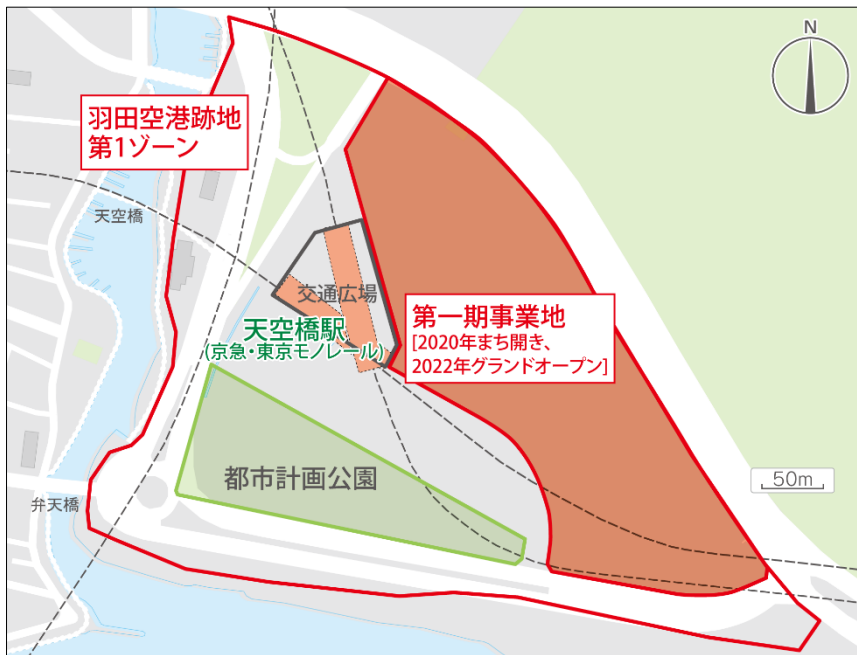 羽田空港跡地
第1ゾーン
N
天空橋
交通広場
天空橋駅
(京急・東京モノレール)
第一期事業地
[2020年まち開き、
2022年グランドオープン]
都市計画公園
50m
弁天橋